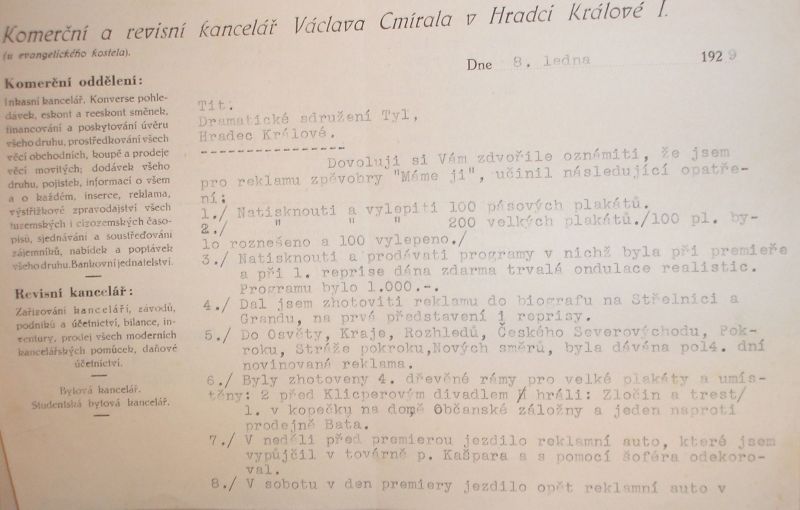 Komerční a revisní kancelář Václava Cmírala v Hradci Králové I.
(u evangelického kostela).
Dne 8. ledna 1929
Komerční oddělení:
Inkasní kancelář. Konverse pohle-
dávek, eskont a reeskont směnek,
financování a poskytování úvěru
všeho druhu, prostředkování všech
věcí obchodních, koupě a prodeje
věcí movitých; dodávek všeho
druhu, pojistek, informací o všem
a o každém, inserce, reklama,
výstřižkové zpravodajství všech
tuzemských i cizozemských časo-
pisů, sjednávání a soustřeďování
zájemníků, nabídek a poptávek
všeho druhu. Bankovní jednatelství.
Revisní kancelář:
Zařizování kanceláří, závodů,
podniků a účetnictví, bilance, in-
ventury, prodej všech moderních
kancelářských pomůcek, daňové
účetnictví.
Bytová kancelář.
Studentská bytová kancelář.
Tit:
Dramatické sdružení Tyl,
Hradec Králové.
Dovoluji si Vám zdvořile oznámiti, že jsem
pro reklamu zpěvohry "Máme ji", učinil následující opatře-
ní:
1./ Natisknouti a vylepiti 100 pásových plakátů.
2./ " " 200 velkých plakátů./100 pl. by-
lo rozneseno a 100 vylepeno./
3./ Natisknouti a prodávati programy v nichž byla při premieře
a při 1. reprise dána zdarma trvalá ondulace realistic.
Programu bylo 1.000.-.
4./ Dal jsem zhotoviti reklamu do biografu na Střelnici a
Grandu, na prvé představení i reprisy.
5./ Do Osvěty, Kraje, Rozhledů, Českého Severovýchodu, Pok-
roku, Stráže pokroku,Nových směrů, byla dávána pol4. dní
novinovaná reklama.
6./ Byly zhotoveny 4. dřevěné rámy pro velké plakáty a umís-
těny: 2 před Klicperovým divadlem / hráli: Zločin a trest/
1. v kopečku na domě Občanské záložny a jeden naproti
prodejně Bata.
7./ V neděli před premierou jezdilo reklamní auto, které jsem
vypůjčil v továrně p. Kašpara a s pomocí šoféra odekoro-
val.
8./ V sobotu v den premiery jezdilo opět reklamní auto v